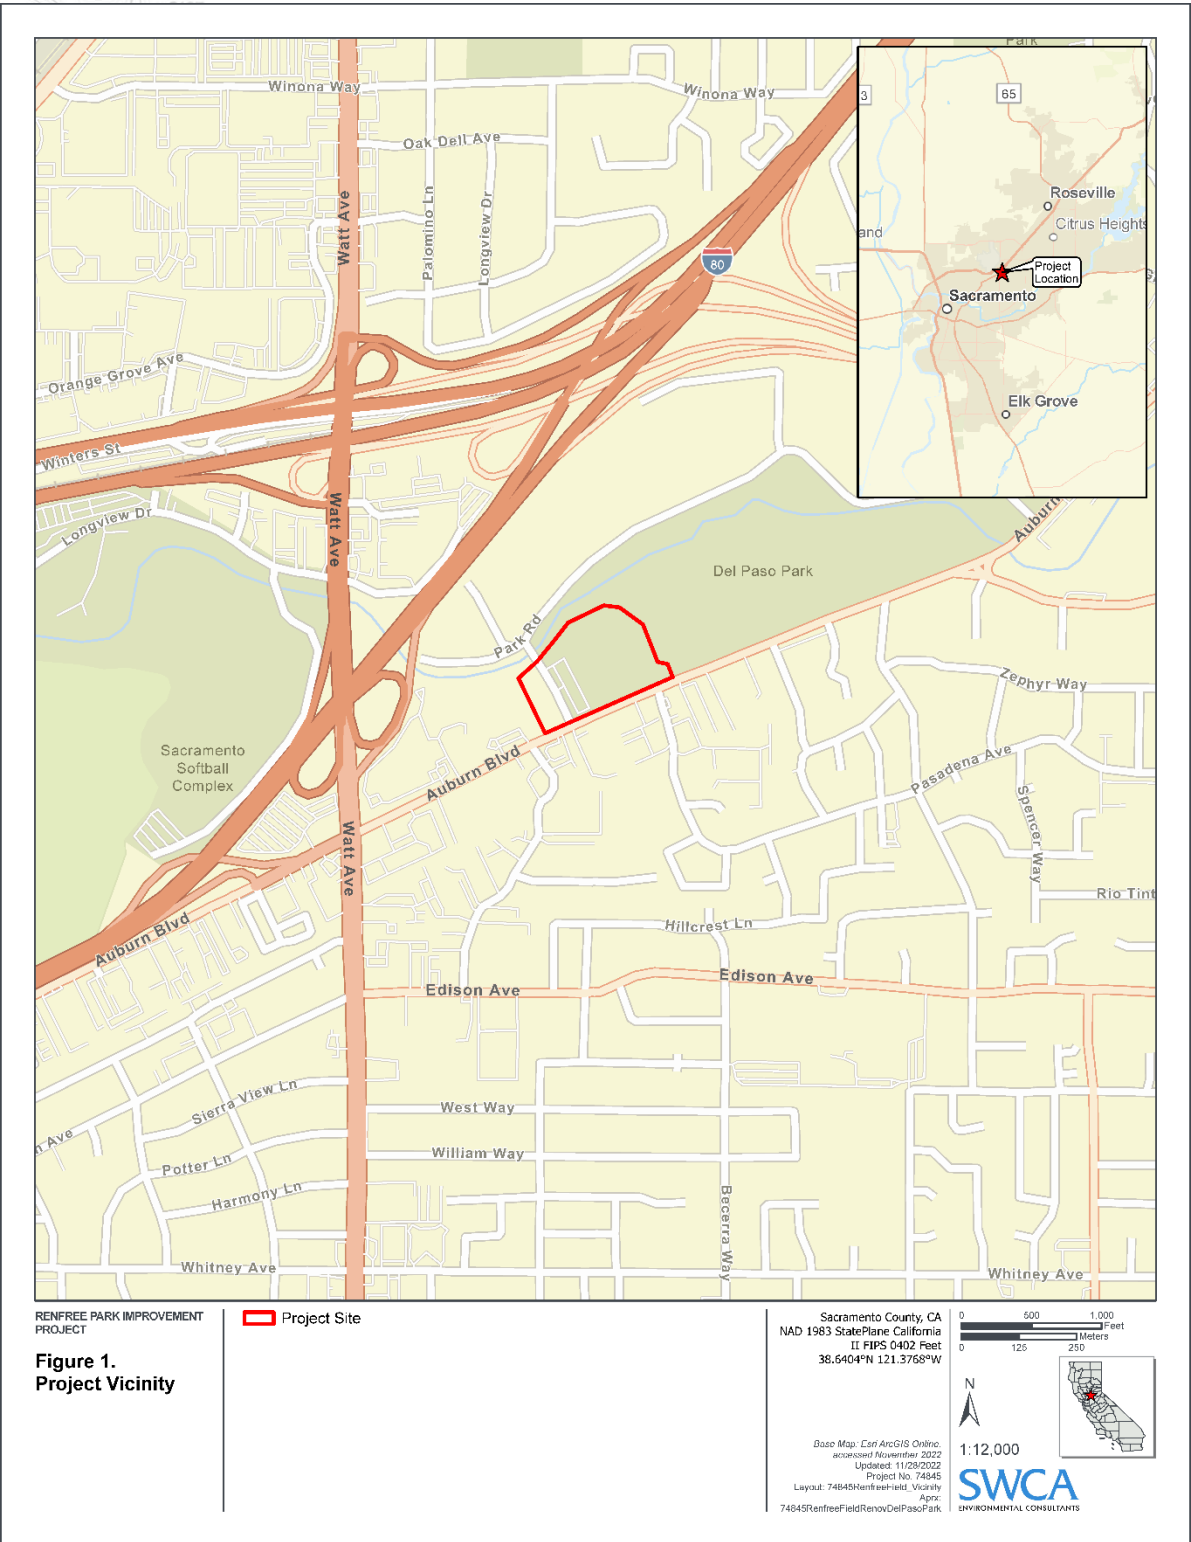 Park
Winona Way
Winona Way
Oak Dell Ave
Watt Ave
Palomino Ln
Longview Dr
80
Orange Grove Ave
Winters St
Longview Dr
Watt Ave
Park Rd
Del Paso Park
Auburn
Zephyr Way
Sacramento
Softball
Complex
Auburn Blvd
Pasadena Ave
Spencer Way
Watt Ave
Rio Tint
Auburn Blvd
Hillcrest Ln
Edison Ave
Edison Ave
Sierra View Ln
West Way
n Ave
William Way
Potter Ln
Harmony Ln
Becerra Way
Whitney Ave
Whitney Ave
3
65
Roseville
Citrus Heights
and
Project
Location
Sacramento
Elk Grove
RENFREE PARK IMPROVEMENT
PROJECT
Figure 1.
Project Vicinity
Project Site
Sacramento County, CA
NAD 1983 StatePlane California
II FIPS 0402 Feet
38.6404°N 121.3768°W
Base Map: Esri ArcGIS Online,
accessed November 2022
Updated: 11/28/2022
Project No. 74845
Layout: 74845RenfreeField_Vicinity
Aprx:
74845RenfreeFieldRenovDelPasoPark
0 500 1,000
Feet
Meters
0 125 250
N
1:12,000
SWCA
ENVIRONMENTAL CONSULTANTS